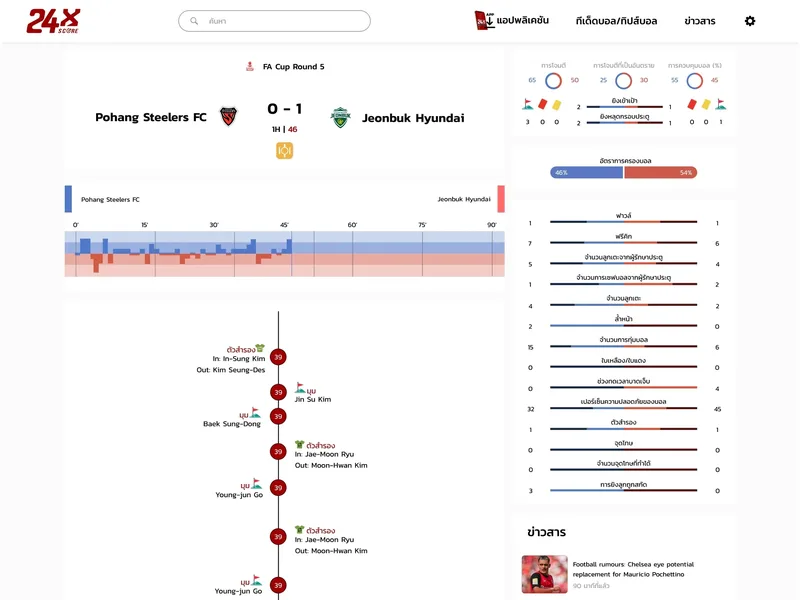 24X
SCORE
ค้นหา
24X
APP
แอปพลิเคชัน
ทีเด็ดบอล/ทิปส์บอล
ข่าวสาร
FA Cup Round 5
Pohang Steelers FC
0 - 1
Jeonbuk Hyundai
1H | 46
Pohang Steelers FC
Jeonbuk Hyundai
0'
15'
30'
45'
60'
75'
90'
ตัวสำรอง
In: In-Sung Kim
Out: Kim Seung-Des
39
39
มุม
Jin Su Kim
มุม
Baek Sung-Dong
39
39
ตัวสำรอง
In: Jae-Moon Ryu
Out: Moon-Hwan Kim
มุม
Young-jun Go
39
39
ตัวสำรอง
In: Jae-Moon Ryu
Out: Moon-Hwan Kim
มุม
Young-jun Go
39
การโจมตี
การโจมตีที่เป็นอันตราย
การครองบอล (%)
65
50
25
30
55
45
3
0
0
2
ยิงเข้าเป้า
1
2
ยิงหลุดกรอบประตู
1
0
0
1
อัตราการครองบอล
46%
54%
ฟาวล์
1
1
ฟรีคิก
7
6
จำนวนลูกเตะจากผู้รักษาประตู
5
4
จำนวนการเซฟบอลจากผู้รักษาประตู
1
2
จำนวนลูกเตะ
4
2
ล้ำหน้า
2
0
จำนวนการทุ่มบอล
15
6
ใบเหลือง/ใบแดง
0
0
ช่วงทดเวลาบาดเจ็บ
0
4
เปอร์เซ็นความปลอดภัยของบอล
32
45
ตัวสำรอง
1
1
จุดโทษ
0
0
จำนวนจุดโทษที่ทำได้
0
0
การยิงลูกถูกสกัด
3
0
ข่าวสาร
Football rumours: Chelsea eye potential
replacement for Mauricio Pochettino
90 นาทีที่แล้ว